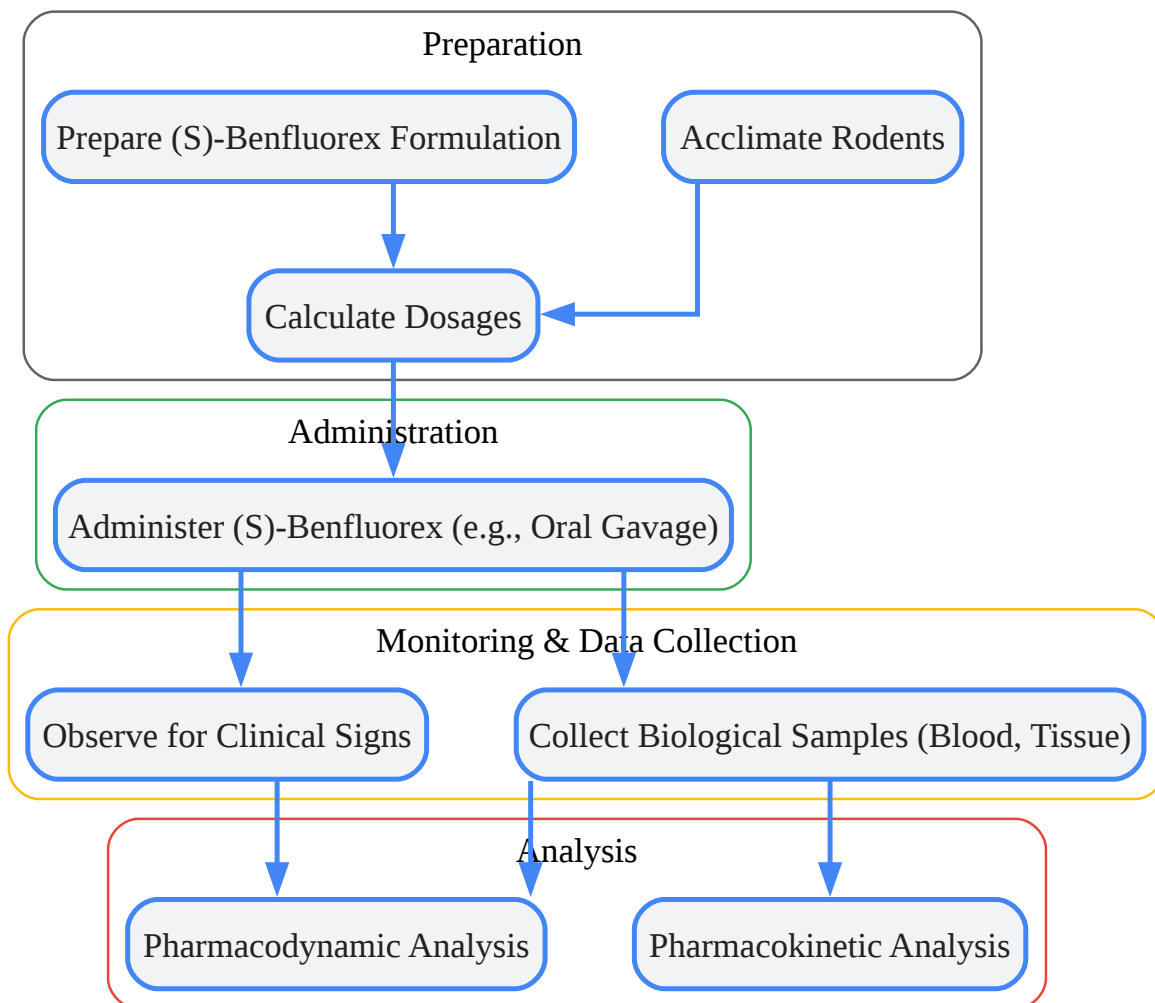 Preparation
Prepare (S)-Benfluorex Formulation
Acclimate Rodents
Calculate Dosages
Administration
Administer (S)-Benfluorex (e.g., Oral Gavage)
Monitoring & Data Collection
Observe for Clinical Signs
Collect Biological Samples (Blood, Tissue)
Analysis
Pharmacodynamic Analysis
Pharmacokinetic Analysis